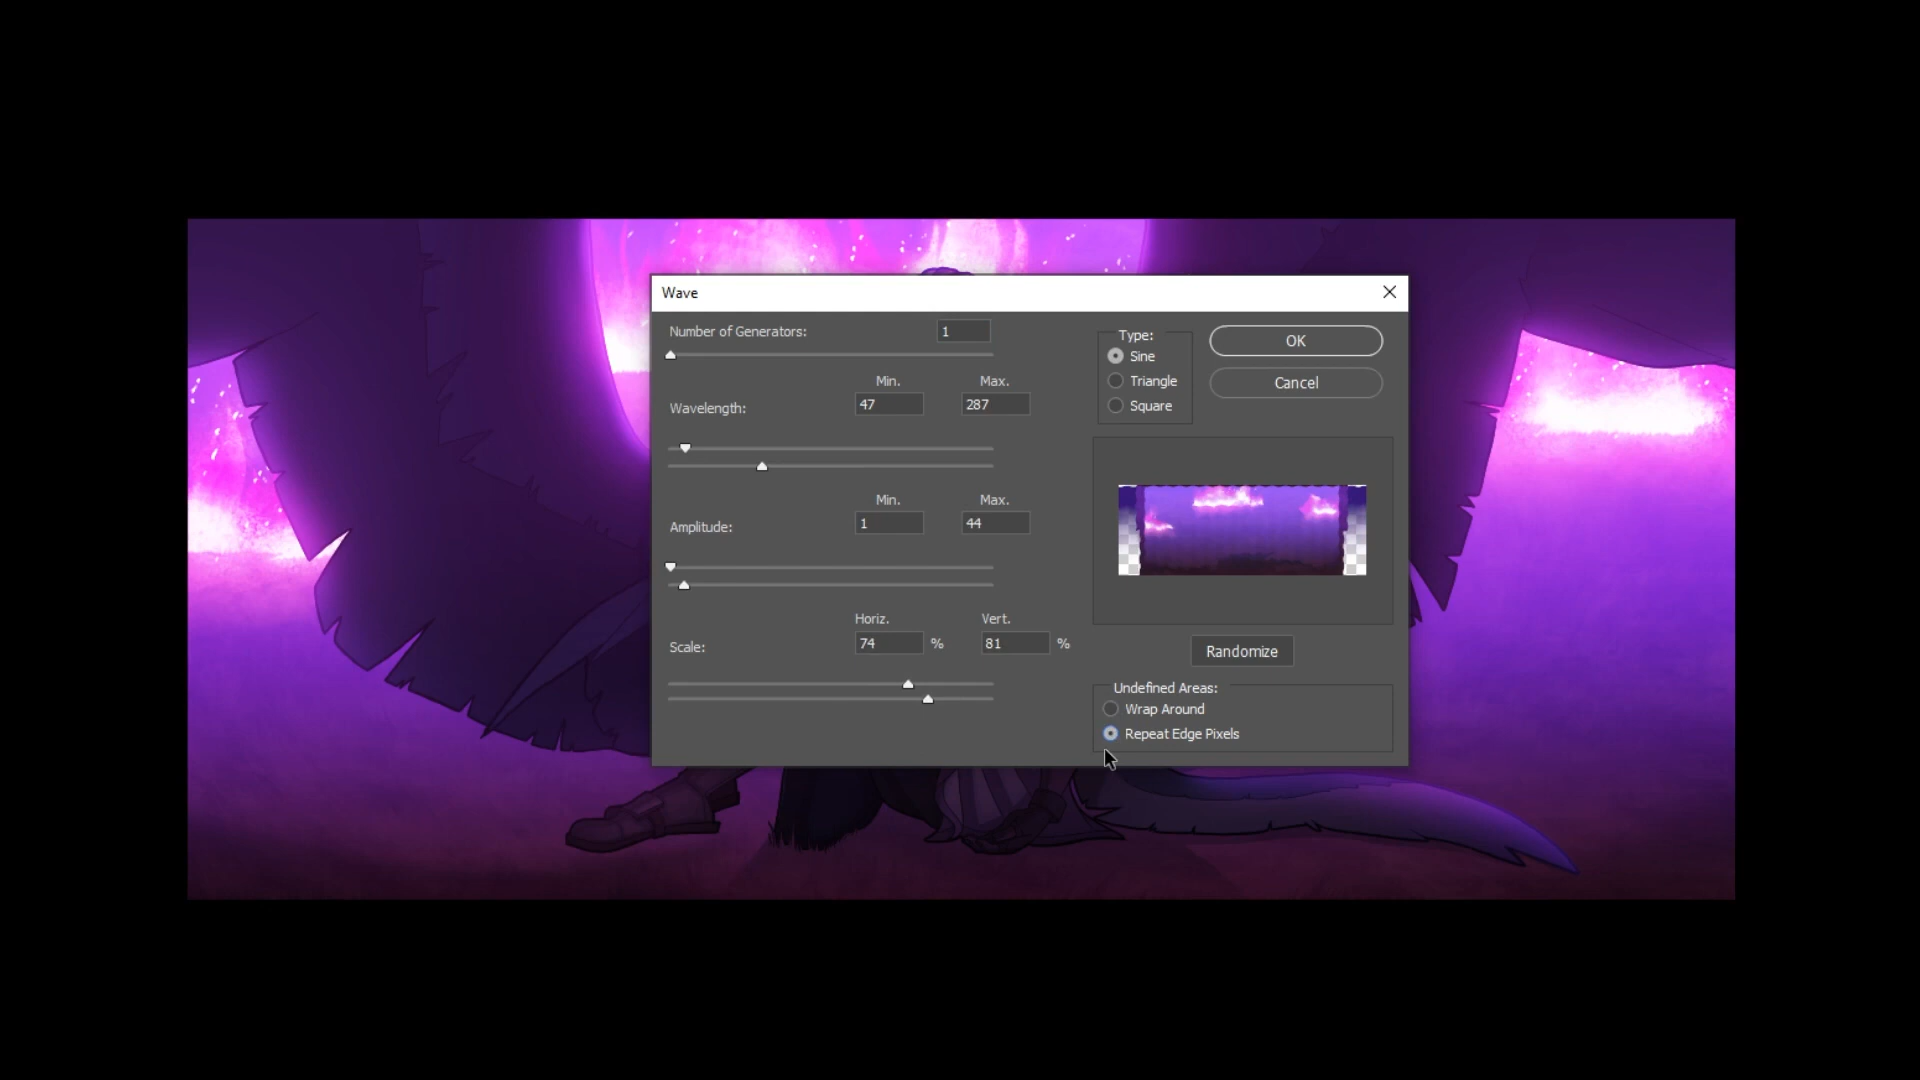 Wave
Number of Generators: 1
Min. Max.
Wavelength: 47 287
Min. Max.
Amplitude: 1 44
Horiz. Vert.
Scale: 74 % 81 %
Type:
Sine
Triangle
Square
OK
Cancel
Randomize
Undefined Areas:
Wrap Around
Repeat Edge Pixels